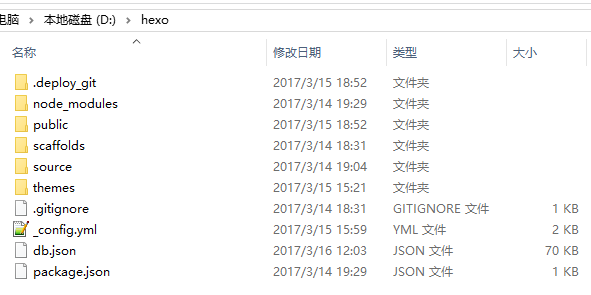 电脑 本地磁盘 (D:) hexo
名称 修改日期 类型 大小
.deploy_git 2017/3/15 18:52 文件夹
node_modules 2017/3/14 19:29 文件夹
public 2017/3/15 18:52 文件夹
scaffolds 2017/3/14 18:31 文件夹
source 2017/3/14 19:04 文件夹
themes 2017/3/15 15:21 文件夹
.gitignore 2017/3/14 18:31 GITIGNORE 文件 1 KB
_config.yml 2017/3/15 15:59 YML 文件 2 KB
db.json 2017/3/16 12:03 JSON 文件 70 KB
package.json 2017/3/14 19:29 JSON 文件 1 KB